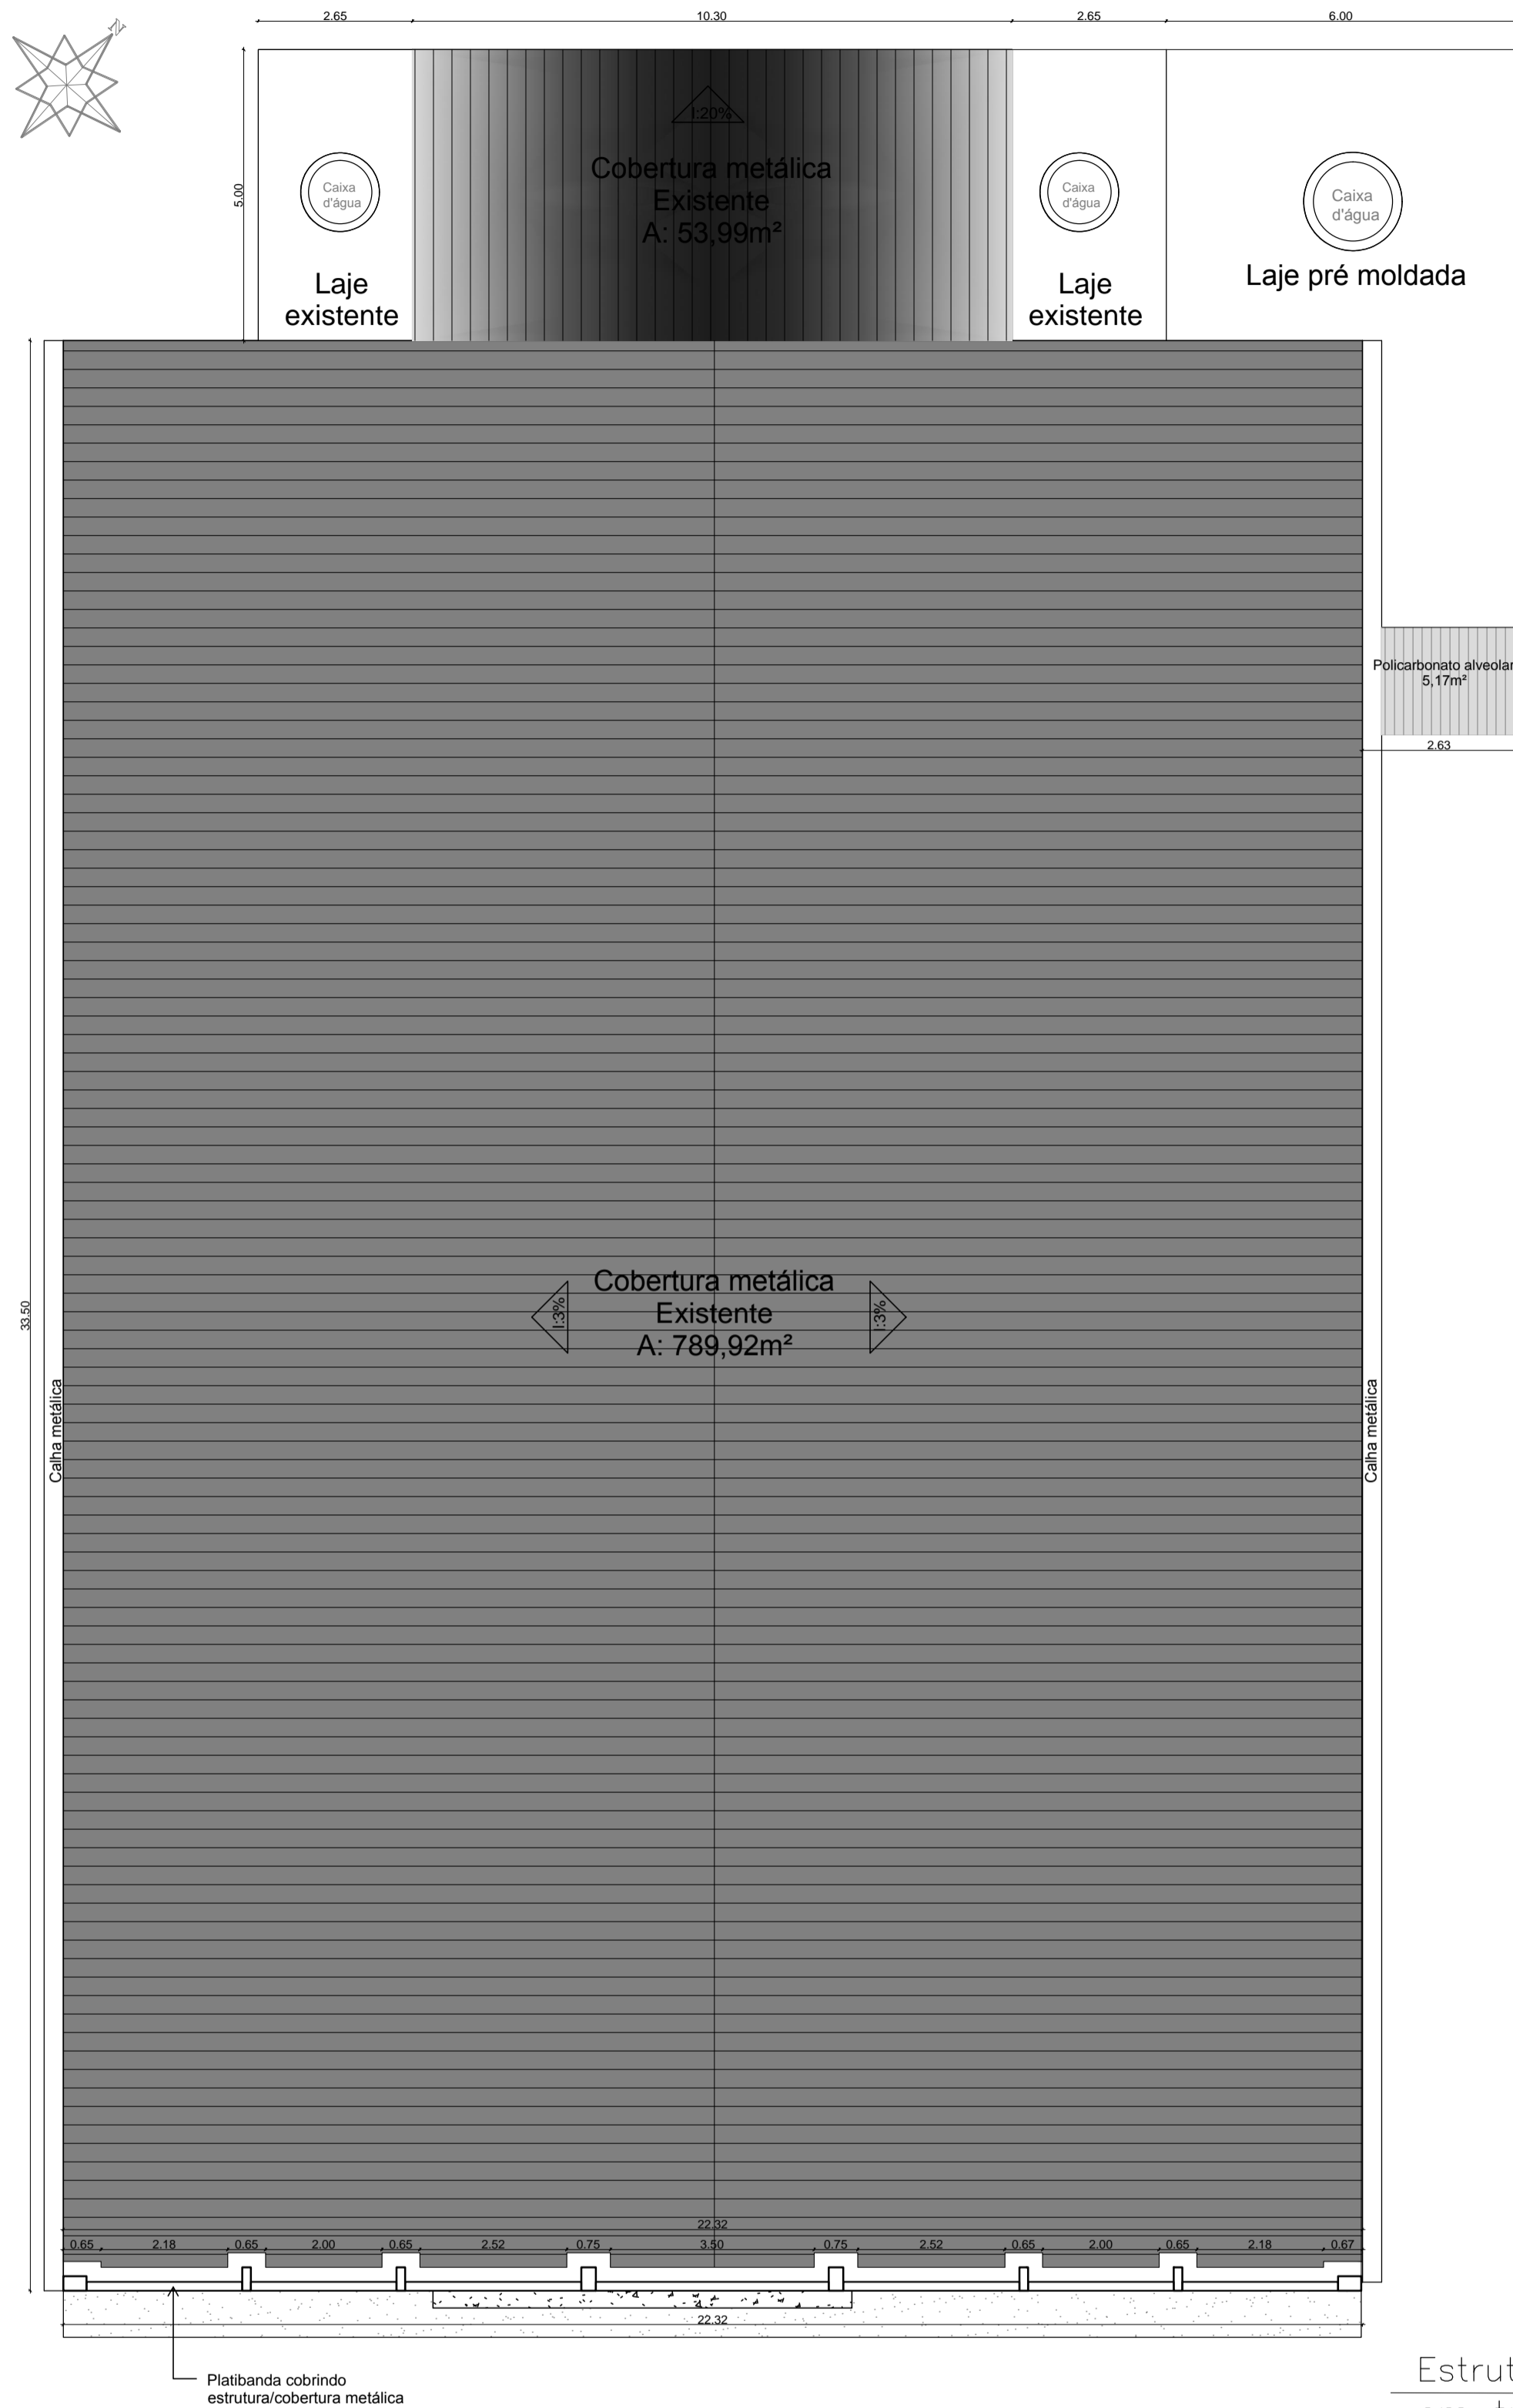 2.65
10.30
2.65
6.00
N
I:20%
Cobertura metálica
Existente
A: 53,99m²
5.00
Caixa
d'água
Laje
existente
Caixa
d'água
Laje
existente
Caixa
d'água
Laje pré moldada
Policarbonato alveolar
5,17m²
2.63
33.50
I:3%
Cobertura metálica
Existente
A: 789,92m²
I:3%
Calha metálica
Calha metálica
22.32
0.65 2.18 0.65 2.00 0.65 2.52 0.75 3.50 0.75 2.52 0.65 2.00 0.65 2.18 0.67
22.32
Platibanda cobrindo
estrutura/cobertura metálica
Estrut